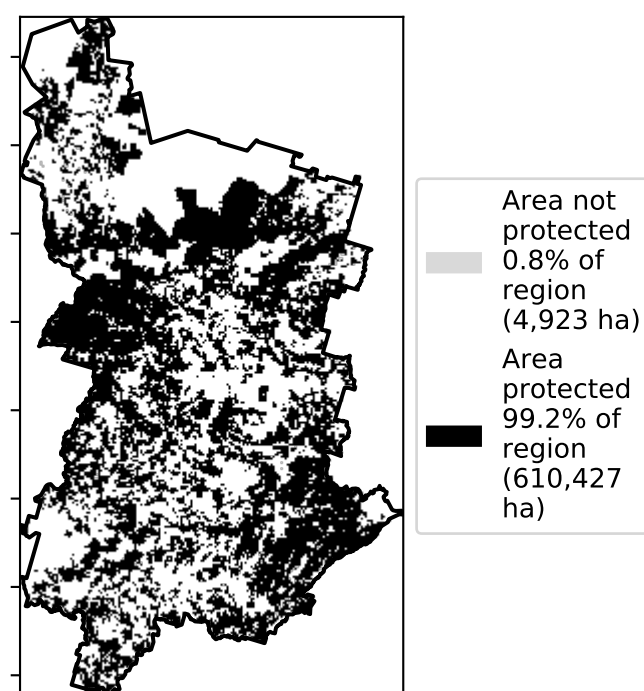 Area not
protected
0.8% of
region
(4,923 ha)
Area
protected
99.2% of
region
(610,427
ha)